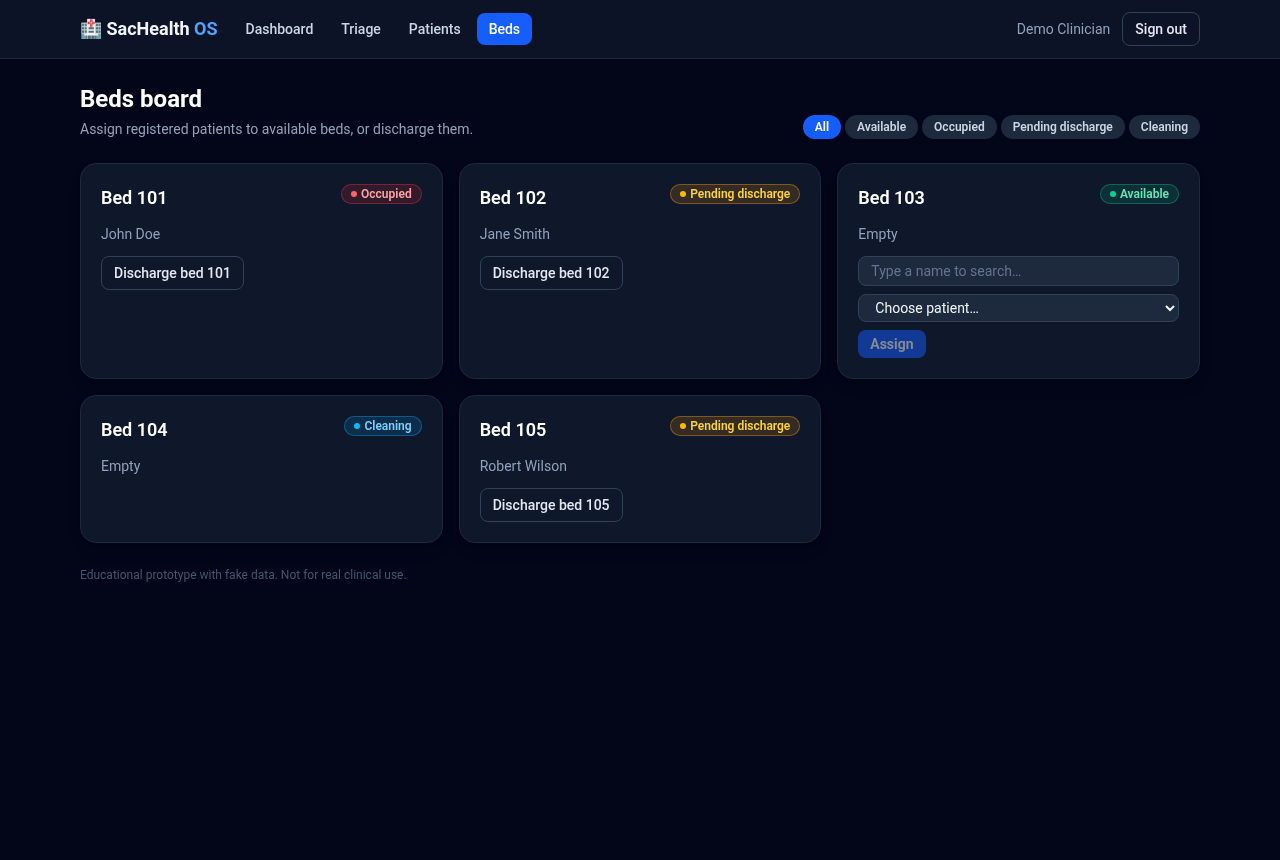 SacHealth OS Dashboard Triage Patients Beds Demo Clinician Sign out
Beds board
Assign registered patients to available beds, or discharge them.
All Available Occupied Pending discharge Cleaning
Bed 101 Occupied
John Doe
Discharge bed 101
Bed 102 Pending discharge
Jane Smith
Discharge bed 102
Bed 103 Available
Empty
Type a name to search…
Choose patient…
Assign
Bed 104 Cleaning
Empty
Bed 105 Pending discharge
Robert Wilson
Discharge bed 105
Educational prototype with fake data. Not for real clinical use.